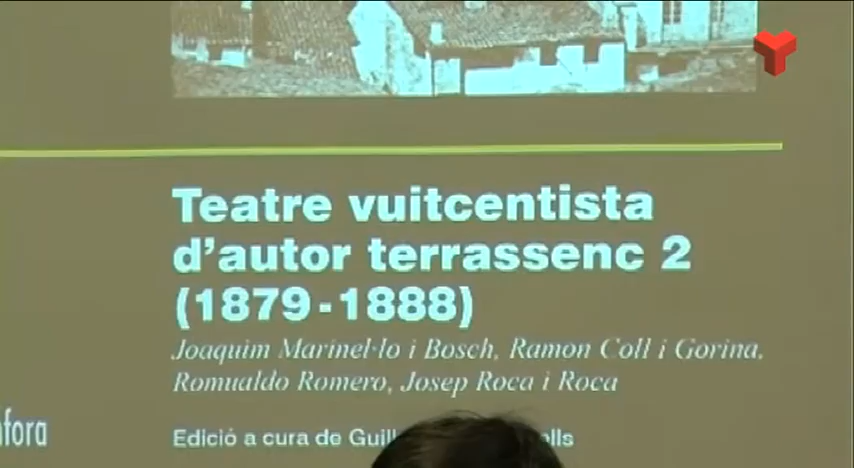 Teatre vuitcentista
d'autor terrassenc 2
(1879-1888)
Joaquim Marinel·lo i Bosch, Ramon Coll i Gorina,
Romualdo Romero, Josep Roca i Roca
Edició a cura de